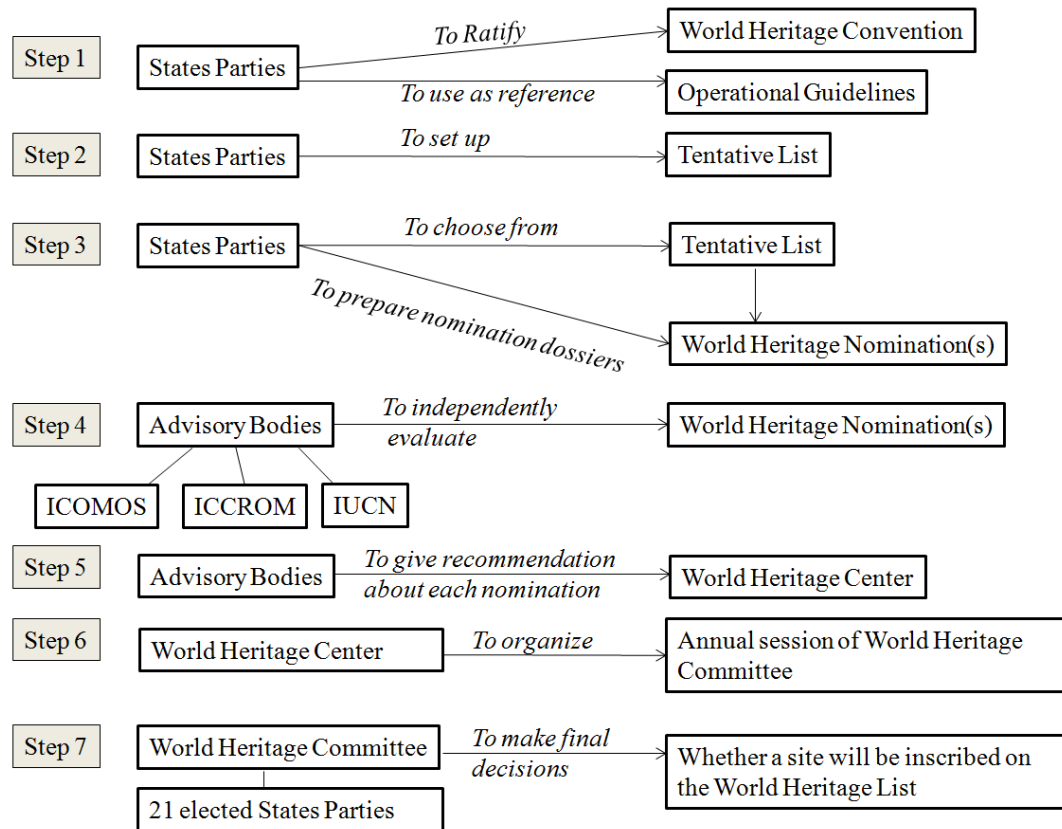 Step 1
States Parties
To Ratify
World Heritage Convention
To use as reference
Operational Guidelines
Step 2
States Parties
To set up
Tentative List
Step 3
States Parties
To choose from
Tentative List
To prepare nomination dossiers
World Heritage Nomination(s)
Step 4
Advisory Bodies
To independently
evaluate
World Heritage Nomination(s)
ICOMOS
ICCROM
IUCN
Step 5
Advisory Bodies
To give recommendation
about each nomination
World Heritage Center
Step 6
World Heritage Center
To organize
Annual session of World Heritage
Committee
Step 7
World Heritage Committee
To make final
decisions
Whether a site will be inscribed on
the World Heritage List
21 elected States Parties